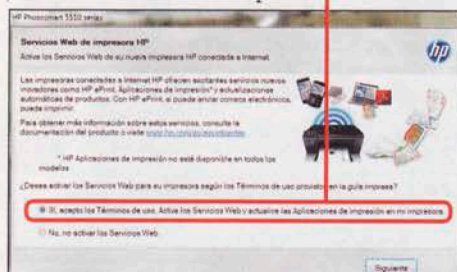 HP Photosmart 5510 series
Servicios Web de impresora HP
Active los Servicios Web de su nueva impresora HP conectada a Internet.
Las impresoras conectadas a Internet HP ofrecen excitantes servicios nuevos
innovadores como HP ePrint, Aplicaciones de impresión* y actualizaciones
automáticas de productos. Con HP ePrint, si puede enviar correos electrónicos,
puede imprimir.
Para obtener más información sobre estos servicios, consulte la
documentación del producto o visite
* HP Aplicaciones de impresión no está disponible en todos los
modelos
¿Desea activar los Servicios Web para su impresora según los Términos de uso provistos en la guía impresa?
Sí, acepto los Términos de uso. Active los Servicios Web y actualice las Aplicaciones de impresión en mi impresora.
No, no activar los Servicios Web.
Siguiente
hp